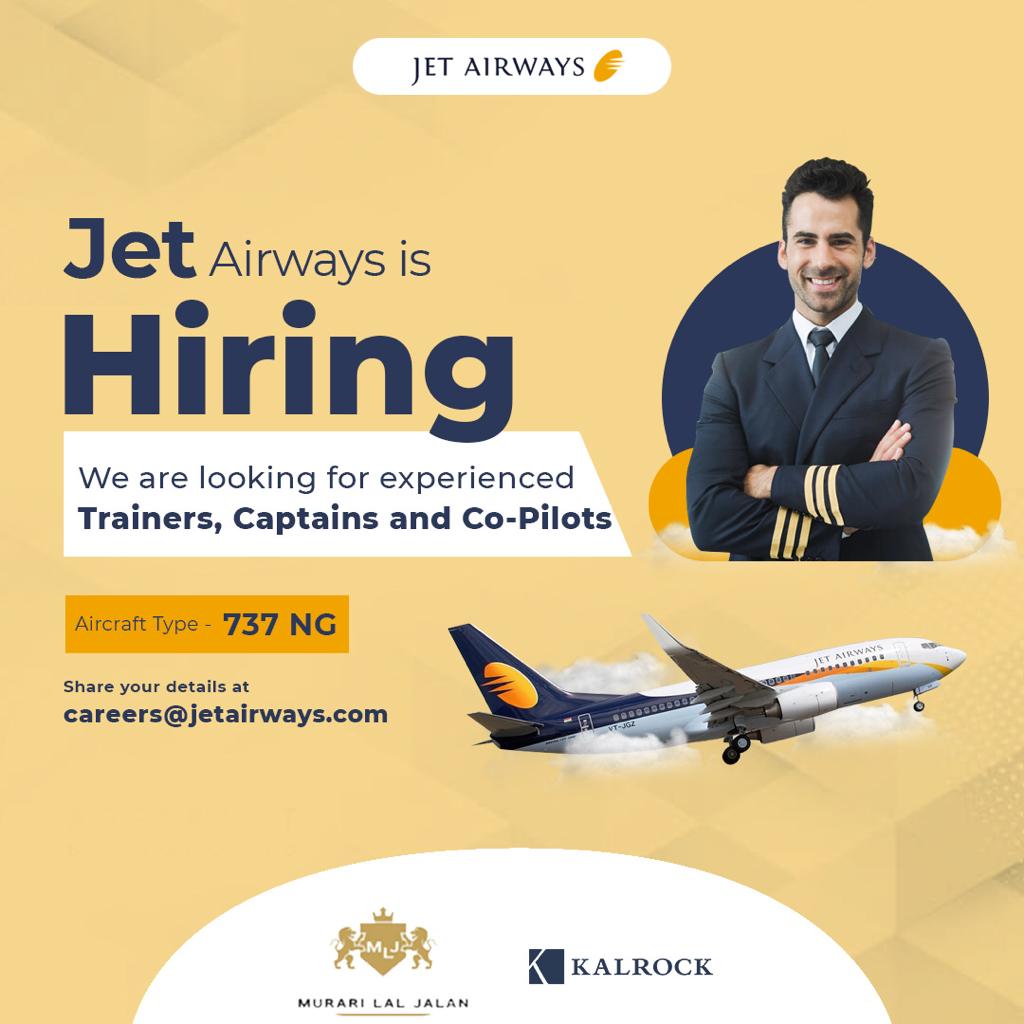 JET AIRWAYS
Jet Airways is
Hiring
We are looking for experienced
Trainers, Captains and Co-Pilots
Aircraft Type - 737 NG
Share your details at
careers@jetairways.com
JET AIRWAYS
VT-JGZ
MLJ
MURARI LAL JALAN
KALROCK